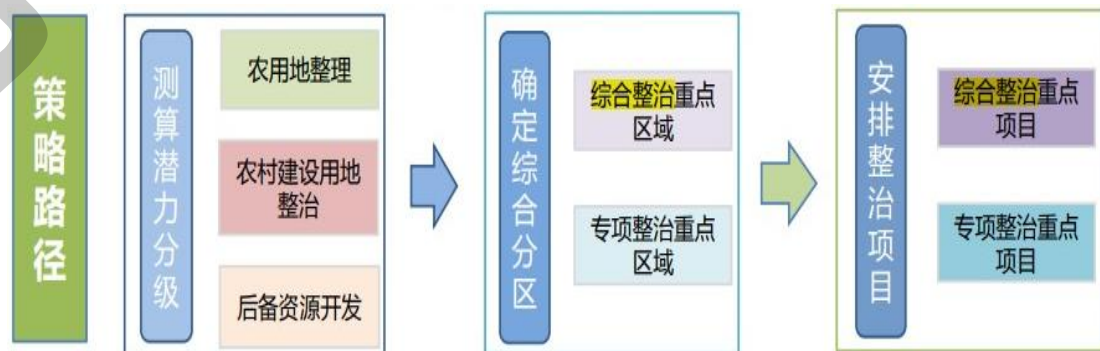 策略路径
测算潜力分级
农用地整理
农村建设用地
整治
后备资源开发
确定综合分区
综合整治重点
区域
专项整治重点
区域
安排整治项目
综合整治重点
项目
专项整治重点
项目